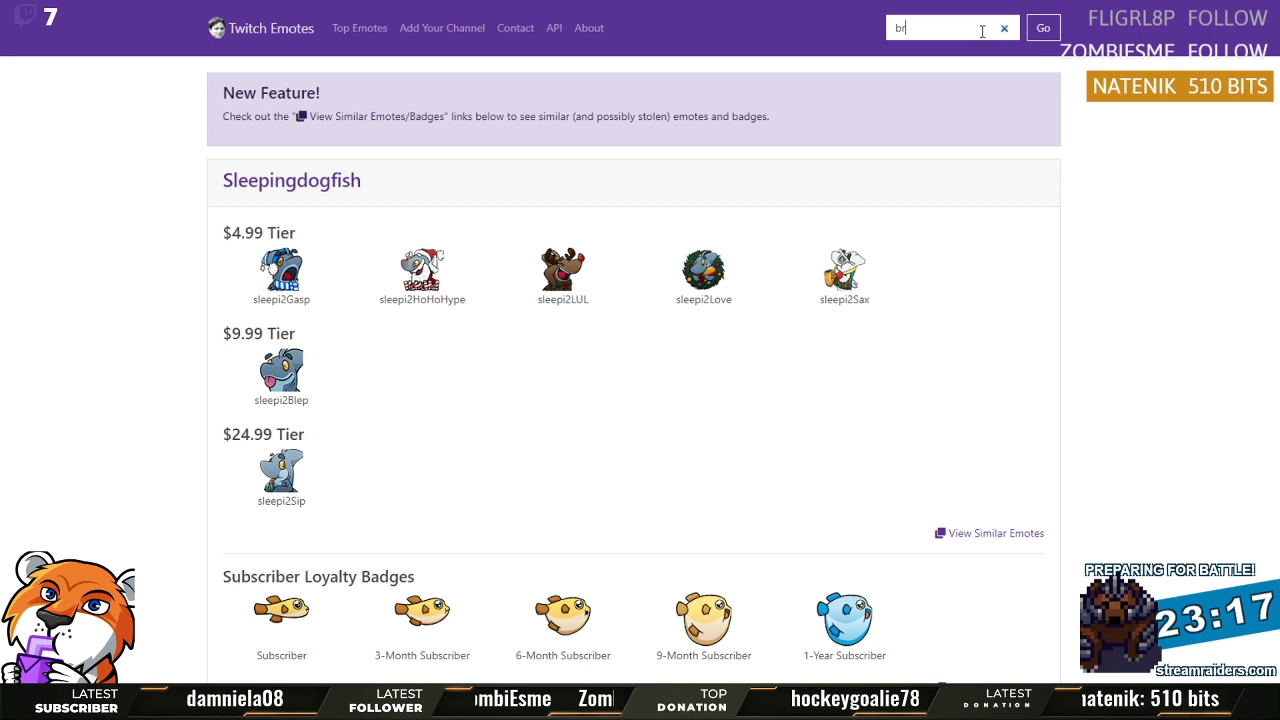 7
Twitch Emotes Top Emotes Add Your Channel Contact API About br Go
FLIGRL8P FOLLOW
ZOMBIESME FOLLOW
NATENIK 510 BITS
New Feature!
Check out the "View Similar Emotes/Badges" links below to see similar (and possibly stolen) emotes and badges.
Sleepingdogfish
$4.99 Tier
sleepi2Gasp sleepi2HoHoHype sleepi2LUL sleepi2Love sleepi2Sax
$9.99 Tier
sleepi2Blep
$24.99 Tier
sleepi2Sip
View Similar Emotes
Subscriber Loyalty Badges
Subscriber 3-Month Subscriber 6-Month Subscriber 9-Month Subscriber 1-Year Subscriber
PREPARING FOR BATTLE!
23:17
streamraiders.com
LATEST SUBSCRIBER damniela08
LATEST FOLLOWER ombiEsme Zom
TOP DONATION hockeygoalie78
LATEST DONATION natenik: 510 bits